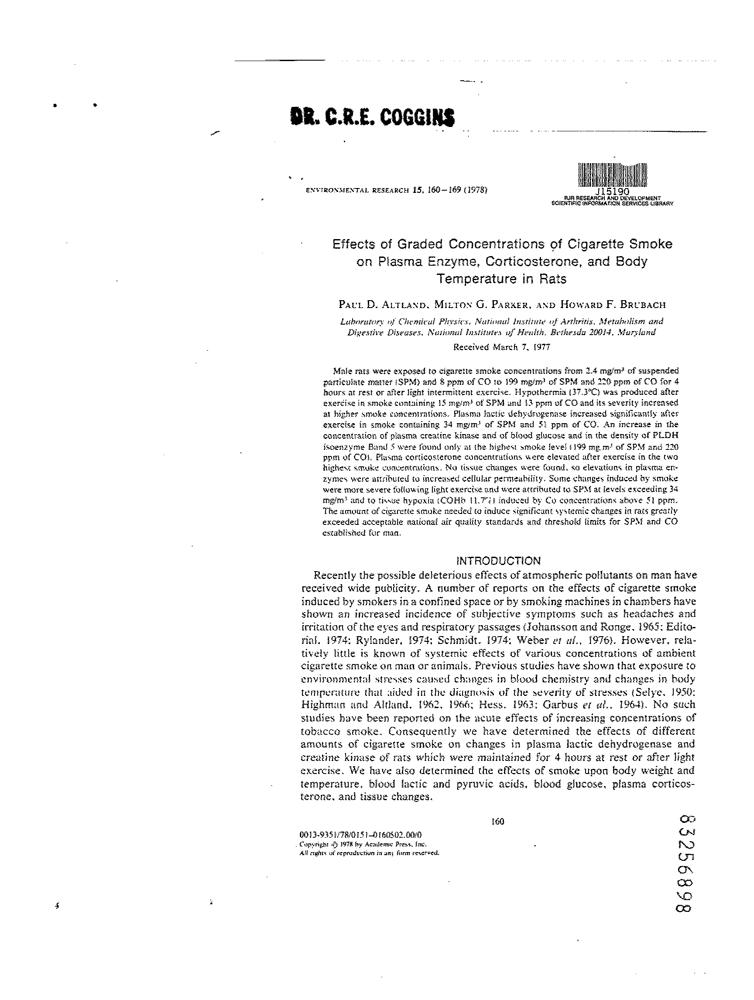 DR. C.R.E. COGGINS
ENVIRONMENTAL RESEARCH 15, 160–169 (1978)
J15190
RJR RESEARCH AND DEVELOPMENT
SCIENTIFIC INFORMATION SERVICES LIBRARY
Effects of Graded Concentrations of Cigarette Smoke
on Plasma Enzyme, Corticosterone, and Body
Temperature in Rats
PAUL D. ALTLAND, MILTON G. PARKER, AND HOWARD F. BRUBACH
Laboratory of Chemical Physics, National Institute of Arthritis, Metabolism and
Digestive Diseases, National Institutes of Health, Bethesda 20014, Maryland
Received March 7, 1977
Male rats were exposed to cigarette smoke concentrations from 2.4 mg/m³ of suspended
particulate matter (SPM) and 8 ppm of CO to 199 mg/m³ of SPM and 220 ppm of CO for 4
hours at rest or after light intermittent exercise. Hypothermia (37.3°C) was produced after
exercise in smoke containing 15 mg/m³ of SPM and 13 ppm of CO and its severity increased
at higher smoke concentrations. Plasma lactic dehydrogenase increased significantly after
exercise in smoke containing 34 mg/m³ of SPM and 51 ppm of CO. An increase in the
concentration of plasma creatine kinase and of blood glucose and in the density of PLDH
isoenzyme Band 5 were found only at the highest smoke level (199 mg.m³ of SPM and 220
ppm of CO). Plasma corticosterone concentrations were elevated after exercise in the two
highest smoke concentrations. No tissue changes were found, so elevations in plasma en-
zymes were attributed to increased cellular permeability. Some changes induced by smoke
were more severe following light exercise and were attributed to SPM at levels exceeding 34
mg/m³ and to tissue hypoxia (COHb 11.7%) induced by Co concentrations above 51 ppm.
The amount of cigarette smoke needed to induce significant systemic changes in rats greatly
exceeded acceptable national air quality standards and threshold limits for SPM and CO
established for man.
INTRODUCTION
Recently the possible deleterious effects of atmospheric pollutants on man have
received wide publicity. A number of reports on the effects of cigarette smoke
induced by smokers in a confined space or by smoking machines in chambers have
shown an increased incidence of subjective symptoms such as headaches and
irritation of the eyes and respiratory passages (Johansson and Ronge, 1965; Edito-
rial, 1974; Rylander, 1974; Schmidt, 1974; Weber et al., 1976). However, rela-
tively little is known of systemic effects of various concentrations of ambient
cigarette smoke on man or animals. Previous studies have shown that exposure to
environmental stresses caused changes in blood chemistry and changes in body
temperature that aided in the diagnosis of the severity of stresses (Selye, 1950;
Highman and Altland, 1962, 1966; Hess, 1963; Garbus et al., 1964). No such
studies have been reported on the acute effects of increasing concentrations of
tobacco smoke. Consequently we have determined the effects of different
amounts of cigarette smoke on changes in plasma lactic dehydrogenase and
creatine kinase of rats which were maintained for 4 hours at rest or after light
exercise. We have also determined the effects of smoke upon body weight and
temperature, blood lactic and pyruvic acids, blood glucose, plasma corticos-
terone, and tissue changes.
160
0013-9351/78/0151–0160$02.00/0
Copyright © 1978 by Academic Press, Inc.
All rights of reproduction in any form reserved.
8325698